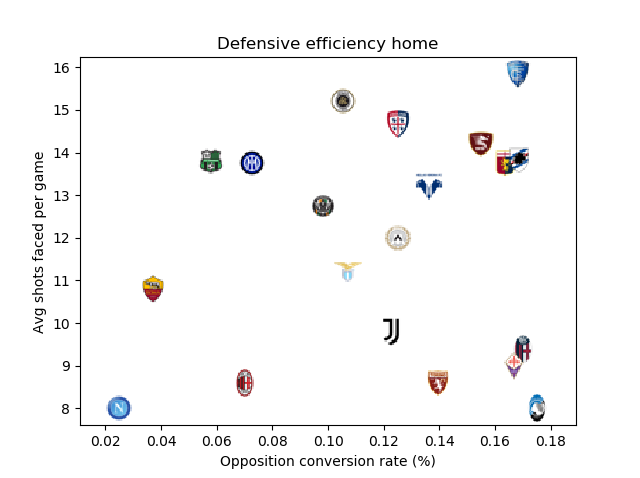 Defensive efficiency home
Avg shots faced per game
16
15
14
13
12
11
10
9
8
0.02 0.04 0.06 0.08 0.10 0.12 0.14 0.16 0.18
Opposition conversion rate (%)